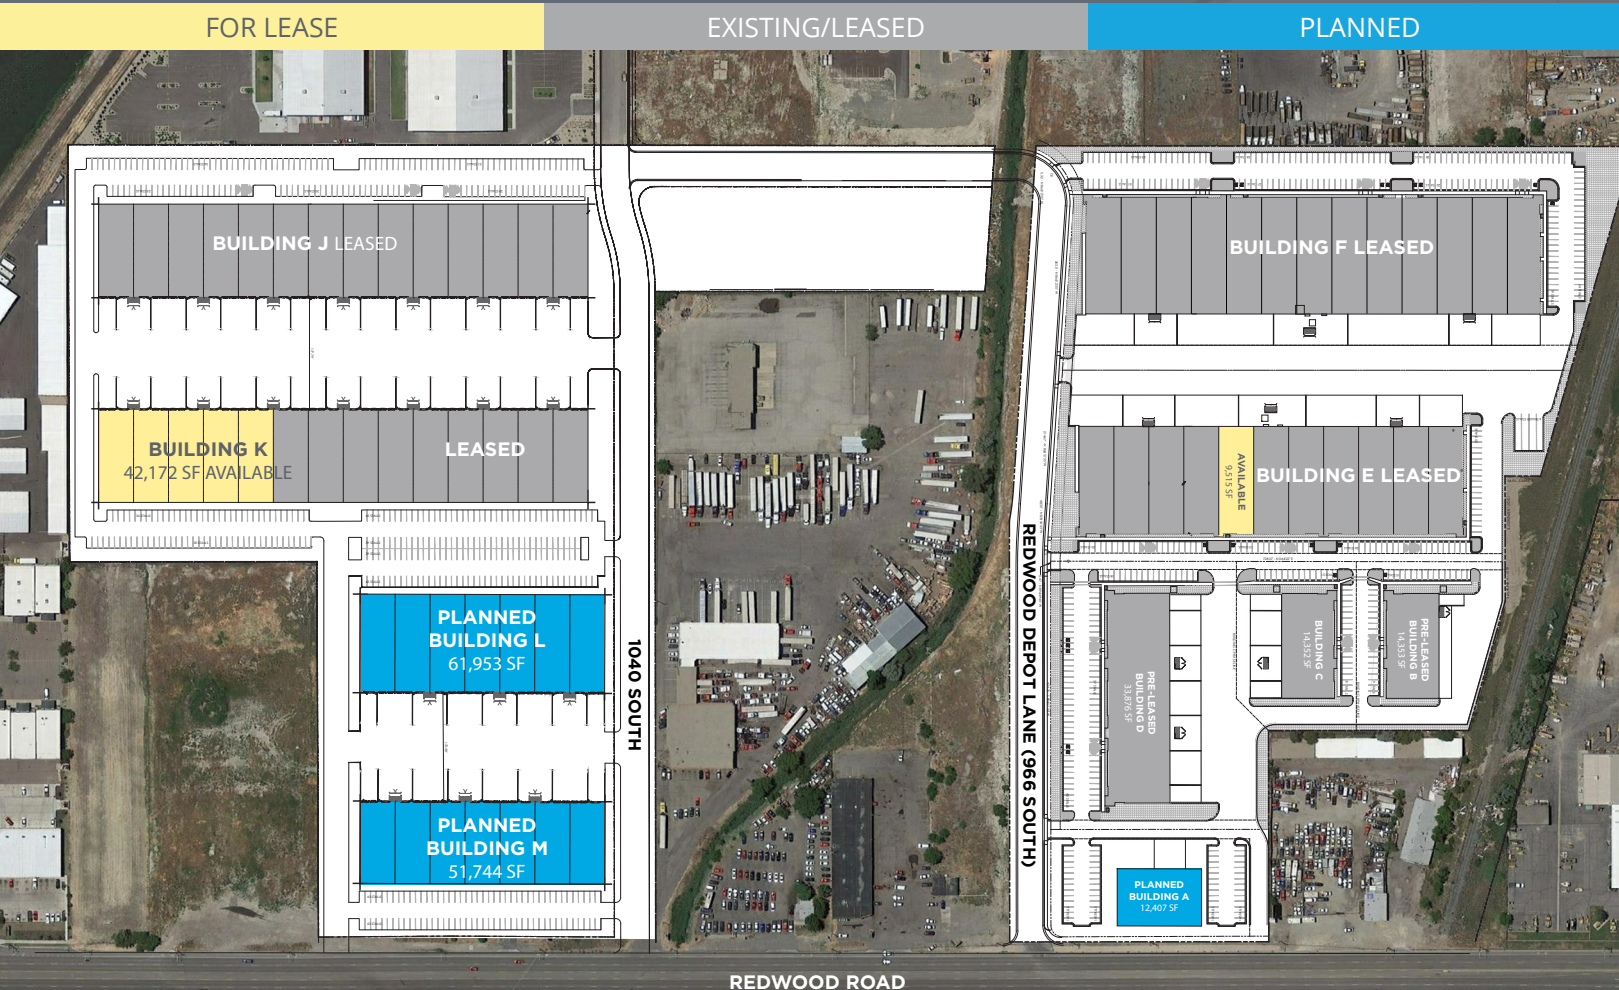 FOR LEASE
EXISTING/LEASED
PLANNED
BUILDING J LEASED
BUILDING F LEASED
BUILDING K
42,172 SF AVAILABLE
LEASED
AVAILABLE
9,515 SF
BUILDING E LEASED
PLANNED
BUILDING L
61,953 SF
1040 SOUTH
REDWOOD DEPOT LANE (966 SOUTH)
PRE-LEASED
BUILDING D
33,876 SF
BUILDING C
14,352 SF
PRE-LEASED
BUILDING B
14,353 SF
PLANNED
BUILDING M
51,744 SF
PLANNED
BUILDING A
12,407 SF
REDWOOD ROAD